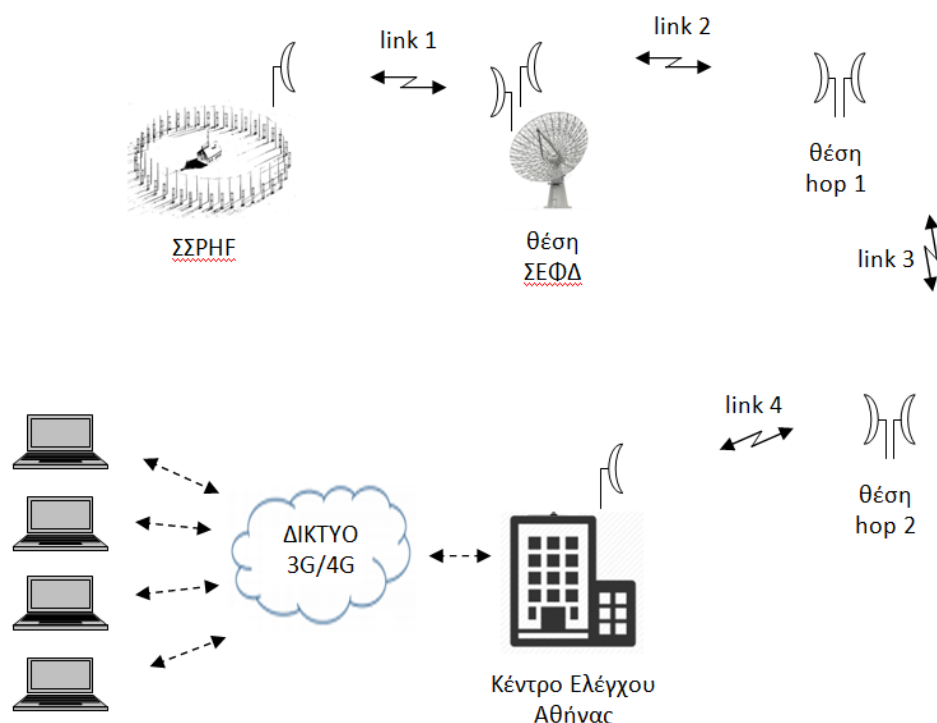 link 1
link 2
ΣΣΡHF
θέση
ΣΕΦΔ
θέση
hop 1
link 3
link 4
θέση
hop 2
ΔΙΚΤΥΟ
3G/4G
Κέντρο Ελέγχου
Αθήνας